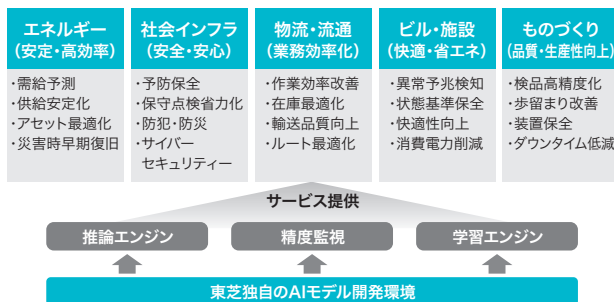 エネルギー
(安定・高効率)
・需給予測
・供給安定化
・アセット最適化
・災害時早期復旧
社会インフラ
(安全・安心)
・予防保全
・保守点検省力化
・防犯・防災
・サイバー
セキュリティー
物流・流通
(業務効率化)
・作業効率改善
・在庫最適化
・輸送品質向上
・ルート最適化
ビル・施設
(快適・省エネ)
・異常予兆検知
・状態基準保全
・快適性向上
・消費電力削減
ものづくり
(品質・生産性向上)
・検品高精度化
・歩留まり改善
・装置保全
・ダウンタイム低減
サービス提供
推論エンジン
精度監視
学習エンジン
東芝独自のAIモデル開発環境